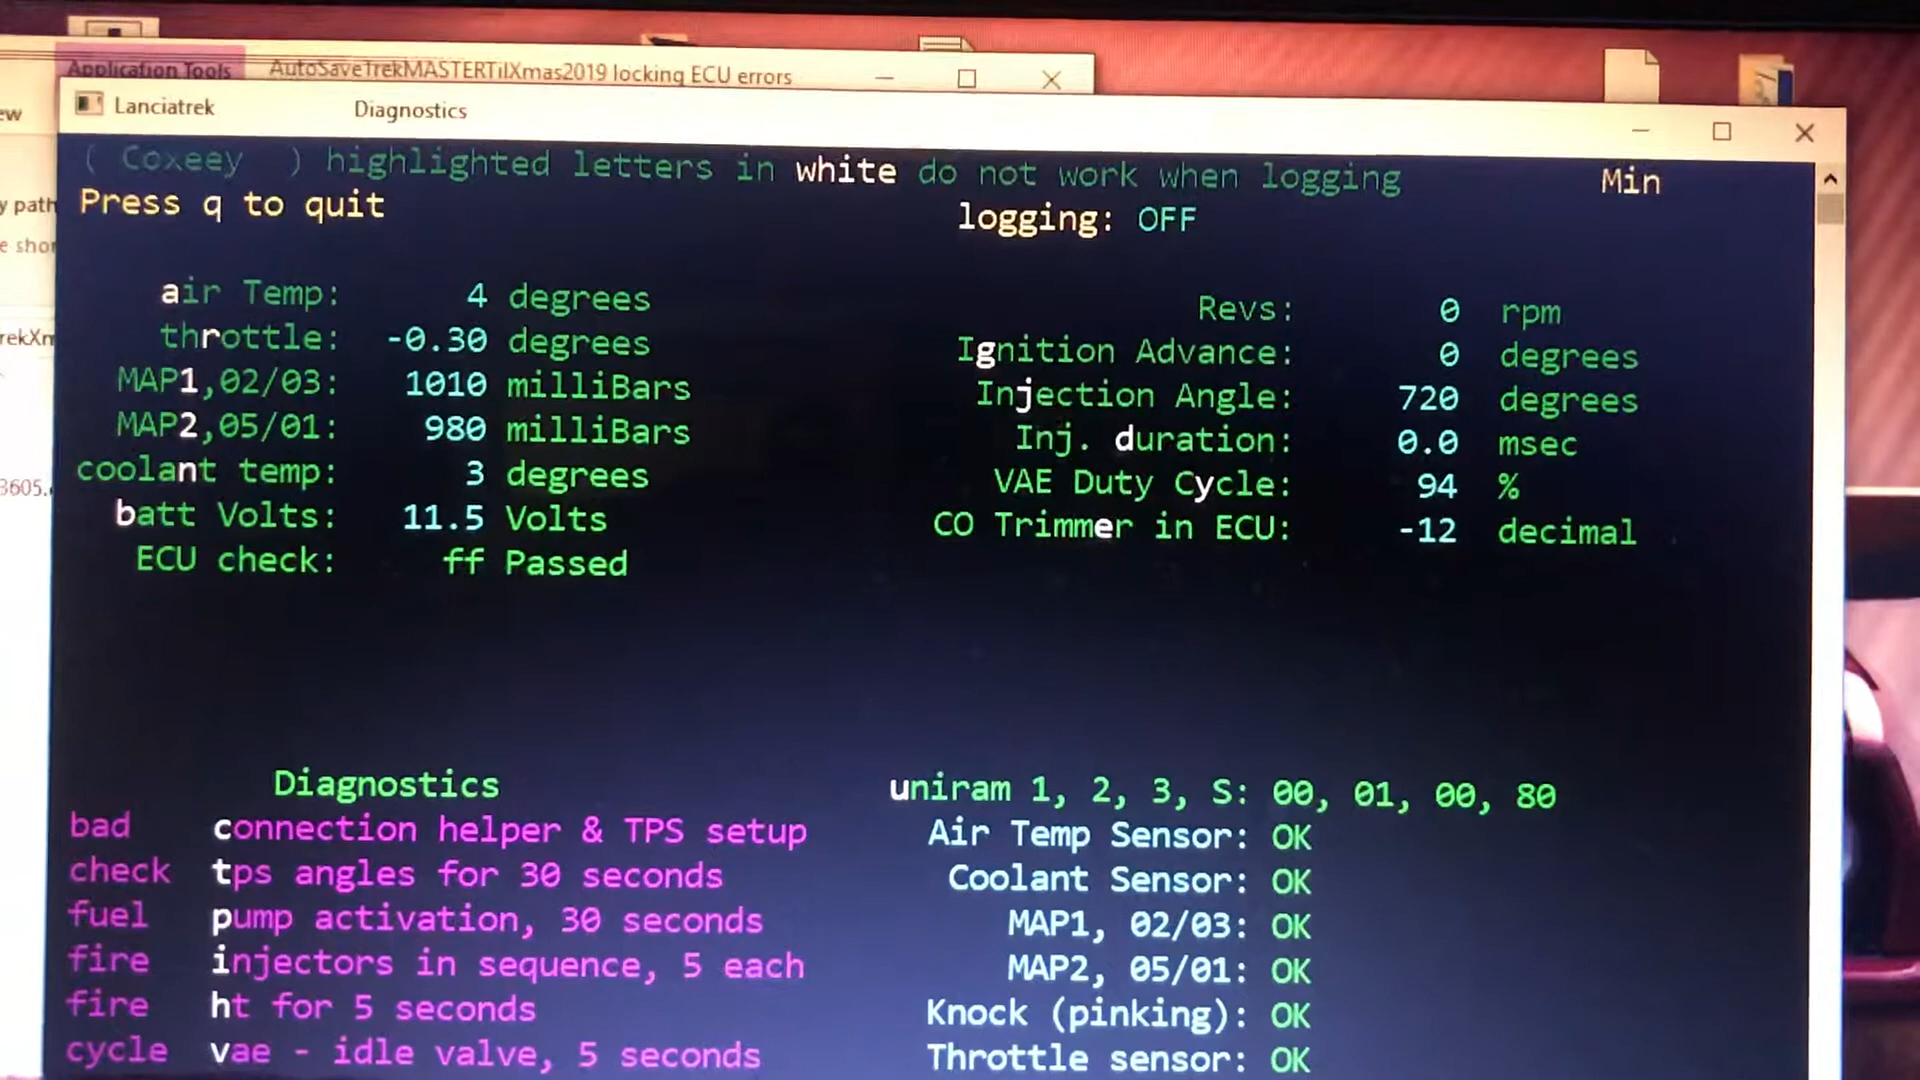 Application Tools AutoSaveTrekMASTERTilXmas2019 locking ECU errors
Lanciatrek Diagnostics
ew
( Coxeey ) highlighted letters in white do not work when logging Min
Press q to quit
logging: OFF
y path
e shor
air Temp: 4 degrees
Revs: 0 rpm
throttle: -0.30 degrees
Ignition Advance: 0 degrees
rekXm
MAP1,02/03: 1010 milliBars
Injection Angle: 720 degrees
MAP2,05/01: 980 milliBars
Inj. duration: 0.0 msec
coolant temp: 3 degrees
VAE Duty Cycle: 94 %
3605.
batt Volts: 11.5 Volts
CO Trimmer in ECU: -12 decimal
ECU check: ff Passed
Diagnostics
uniram 1, 2, 3, S: 00, 01, 00, 80
bad connection helper & TPS setup
Air Temp Sensor: OK
check tps angles for 30 seconds
Coolant Sensor: OK
fuel pump activation, 30 seconds
MAP1, 02/03: OK
fire injectors in sequence, 5 each
MAP2, 05/01: OK
fire ht for 5 seconds
Knock (pinking): OK
cycle vae - idle valve, 5 seconds
Throttle sensor: OK